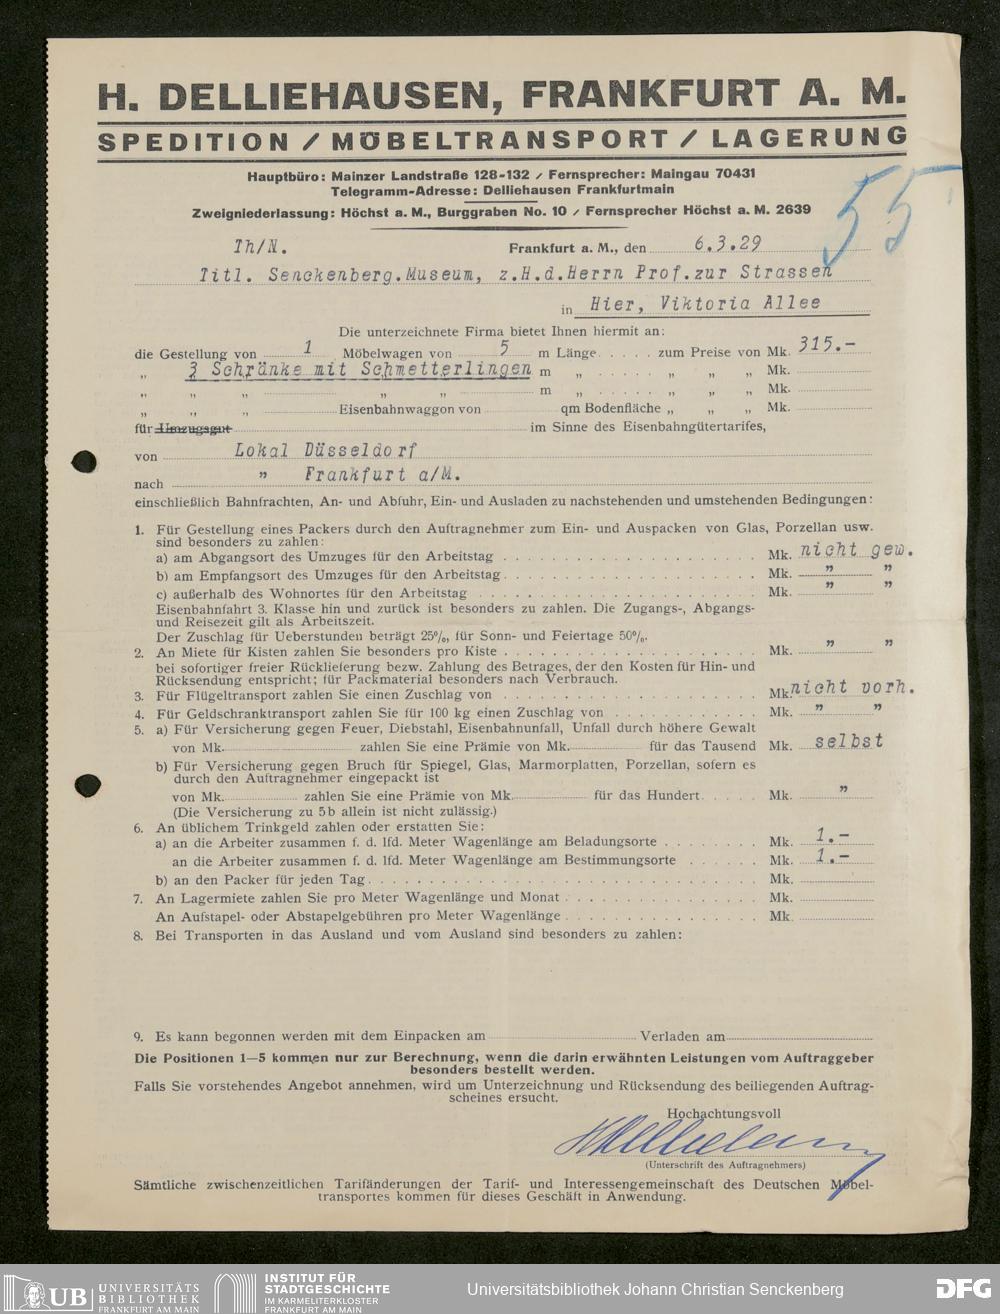 H. DELLIEHAUSEN, FRANKFURT A. M.
SPEDITION / MÖBELTRANSPORT / LAGERUNG
Hauptbüro: Mainzer Landstraße 128-132 / Fernsprecher: Maingau 70431
Telegramm-Adresse: Delliehausen Frankfurtmain
Zweigniederlassung: Höchst a. M., Burggraben No. 10 / Fernsprecher Höchst a. M. 2639
55
Th/N. Frankfurt a. M., den 6.3.29
Titl. Senckenberg.Museum, z.H.d.Herrn Prof.zur Strassen
in Hier, Viktoria Allee
Die unterzeichnete Firma bietet Ihnen hiermit an:
die Gestellung von 1 Möbelwagen von 5 m Länge. . . . . zum Preise von Mk. 315.-
„ 3 Schränke mit Schmetterlingen m „ . . . . . „ „ „ Mk.
„ „ „ „ „ m „ . . . . . „ „ „ Mk.
„ „ „ Eisenbahnwaggon von qm Bodenfläche „ „ „ Mk.
für Umzugsgut im Sinne des Eisenbahngütertarifes,
von Lokal Düsseldorf
nach " Frankfurt a/M.
einschließlich Bahnfrachten, An- und Abfuhr, Ein- und Ausladen zu nachstehenden und umstehenden Bedingungen:
1. Für Gestellung eines Packers durch den Auftragnehmer zum Ein- und Auspacken von Glas, Porzellan usw.
sind besonders zu zahlen:
a) am Abgangsort des Umzuges für den Arbeitstag . . . . . Mk. nicht gew.
b) am Empfangsort des Umzuges für den Arbeitstag . . . . . Mk. " "
c) außerhalb des Wohnortes für den Arbeitstag . . . . . Mk. " "
Eisenbahnfahrt 3. Klasse hin und zurück ist besonders zu zahlen. Die Zugangs-, Abgangs-
und Reisezeit gilt als Arbeitszeit.
Der Zuschlag für Ueberstunden beträgt 25%, für Sonn- und Feiertage 50%.
2. An Miete für Kisten zahlen Sie besonders pro Kiste . . . . . Mk. " "
bei sofortiger freier Rücklieferung bezw. Zahlung des Betrages, der den Kosten für Hin- und
Rücksendung entspricht; für Packmaterial besonders nach Verbrauch.
3. Für Flügeltransport zahlen Sie einen Zuschlag von . . . . . Mk. nicht vorh.
4. Für Geldschranktransport zahlen Sie für 100 kg einen Zuschlag von . . . . . Mk. " "
5. a) Für Versicherung gegen Feuer, Diebstahl, Eisenbahnunfall, Unfall durch höhere Gewalt
von Mk. zahlen Sie eine Prämie von Mk. für das Tausend Mk. selbst
b) Für Versicherung gegen Bruch für Spiegel, Glas, Marmorplatten, Porzellan, sofern es
durch den Auftragnehmer eingepackt ist
von Mk. zahlen Sie eine Prämie von Mk. für das Hundert . . . . . Mk. "
(Die Versicherung zu 5b allein ist nicht zulässig.)
6. An üblichem Trinkgeld zahlen oder erstatten Sie:
a) an die Arbeiter zusammen f. d. lfd. Meter Wagenlänge am Beladungsorte . . . . . Mk. 1.-
an die Arbeiter zusammen f. d. lfd. Meter Wagenlänge am Bestimmungsorte . . . . . Mk. 1.-
b) an den Packer für jeden Tag . . . . . Mk.
7. An Lagermiete zahlen Sie pro Meter Wagenlänge und Monat . . . . . Mk.
An Aufstapel- oder Abstapelgebühren pro Meter Wagenlänge . . . . . Mk.
8. Bei Transporten in das Ausland und vom Ausland sind besonders zu zahlen:
9. Es kann begonnen werden mit dem Einpacken am Verladen am
Die Positionen 1—5 kommen nur zur Berechnung, wenn die darin erwähnten Leistungen vom Auftraggeber
besonders bestellt werden.
Falls Sie vorstehendes Angebot annehmen, wird um Unterzeichnung und Rücksendung des beiliegenden Auftrag-
scheines ersucht.
Hochachtungsvoll
(Unterschrift des Auftragnehmers)
Sämtliche zwischenzeitlichen Tarifänderungen der Tarif- und Interessengemeinschaft des Deutschen Möbel-
transportes kommen für dieses Geschäft in Anwendung.
UB UNIVERSITÄTS
BIBLIOTHEK
FRANKFURT AM MAIN
INSTITUT FÜR
STADTGESCHICHTE
IM KARMELITERKLOSTER
FRANKFURT AM MAIN
Universitätsbibliothek Johann Christian Senckenberg
DFG